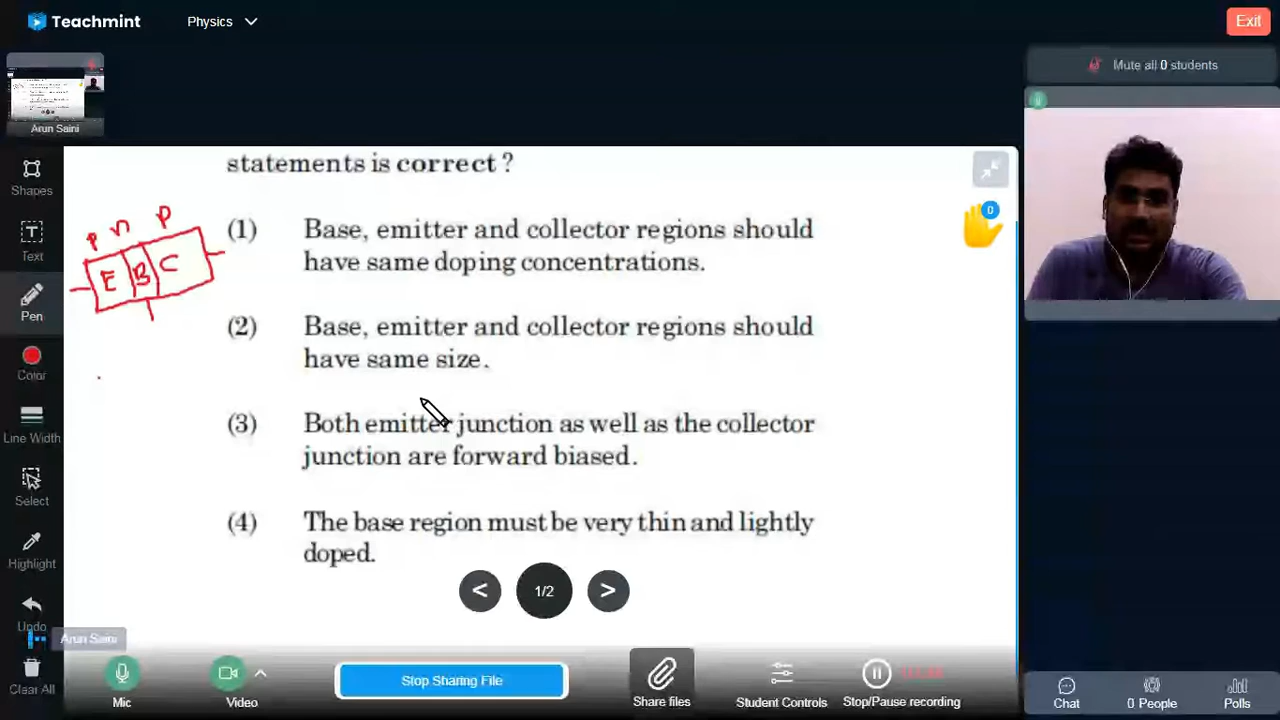 Teachmint
Physics
Exit
Mute all 0 students
Arun Saini
Shapes
Text
Pen
Color
Line Width
Select
Highlight
Undo
Arun Saini
Clear All
statements is correct ?
p n p
E B C
(1) Base, emitter and collector regions should
have same doping concentrations.
(2) Base, emitter and collector regions should
have same size.
(3) Both emitter junction as well as the collector
junction are forward biased.
(4) The base region must be very thin and lightly
doped.
0
< 1/2 >
Mic
Video
Stop Sharing File
Share files
Student Controls
Stop/Pause recording
Chat
0 People
Polls